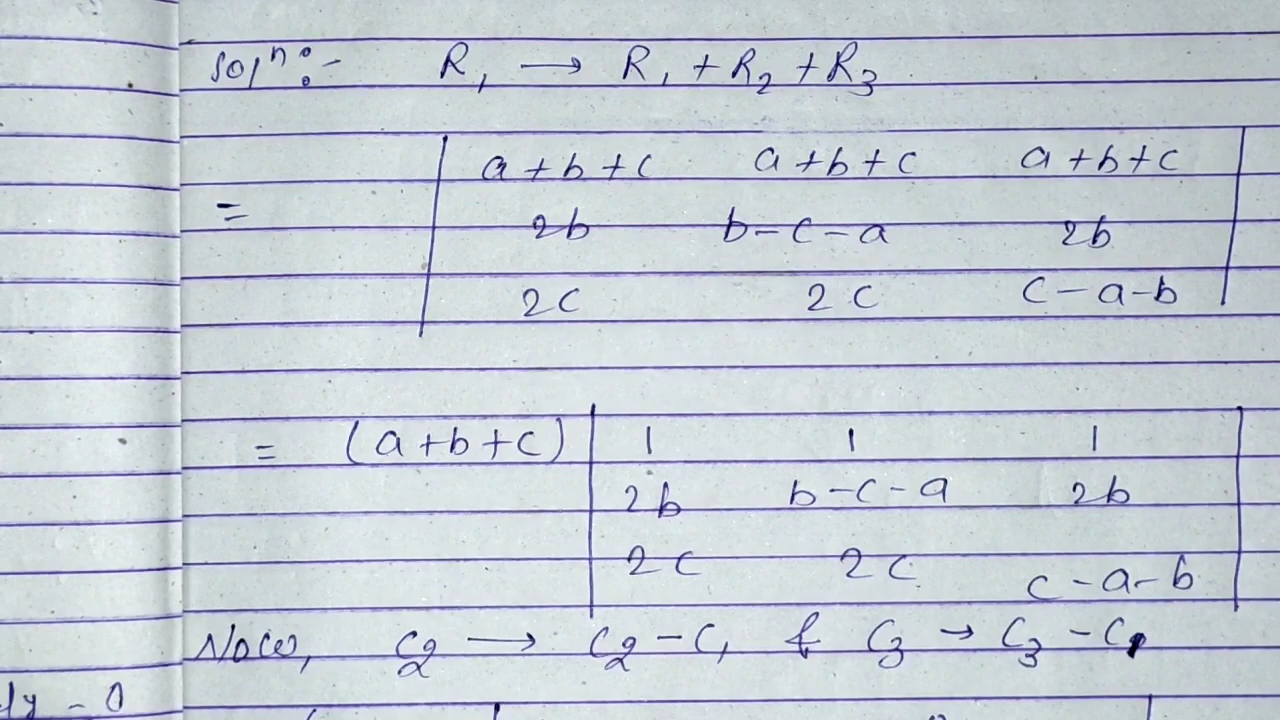 Solⁿ:- R₁ → R₁ + R₂ + R₃
a+b+c a+b+c a+b+c
= 2b b-c-a 2b
2c 2c c-a-b
= (a+b+c) 1 1 1
2b b-c-a 2b
2c 2c c-a-b
Now, C₂ → C₂ - C₁ & C₃ → C₃ - C₁